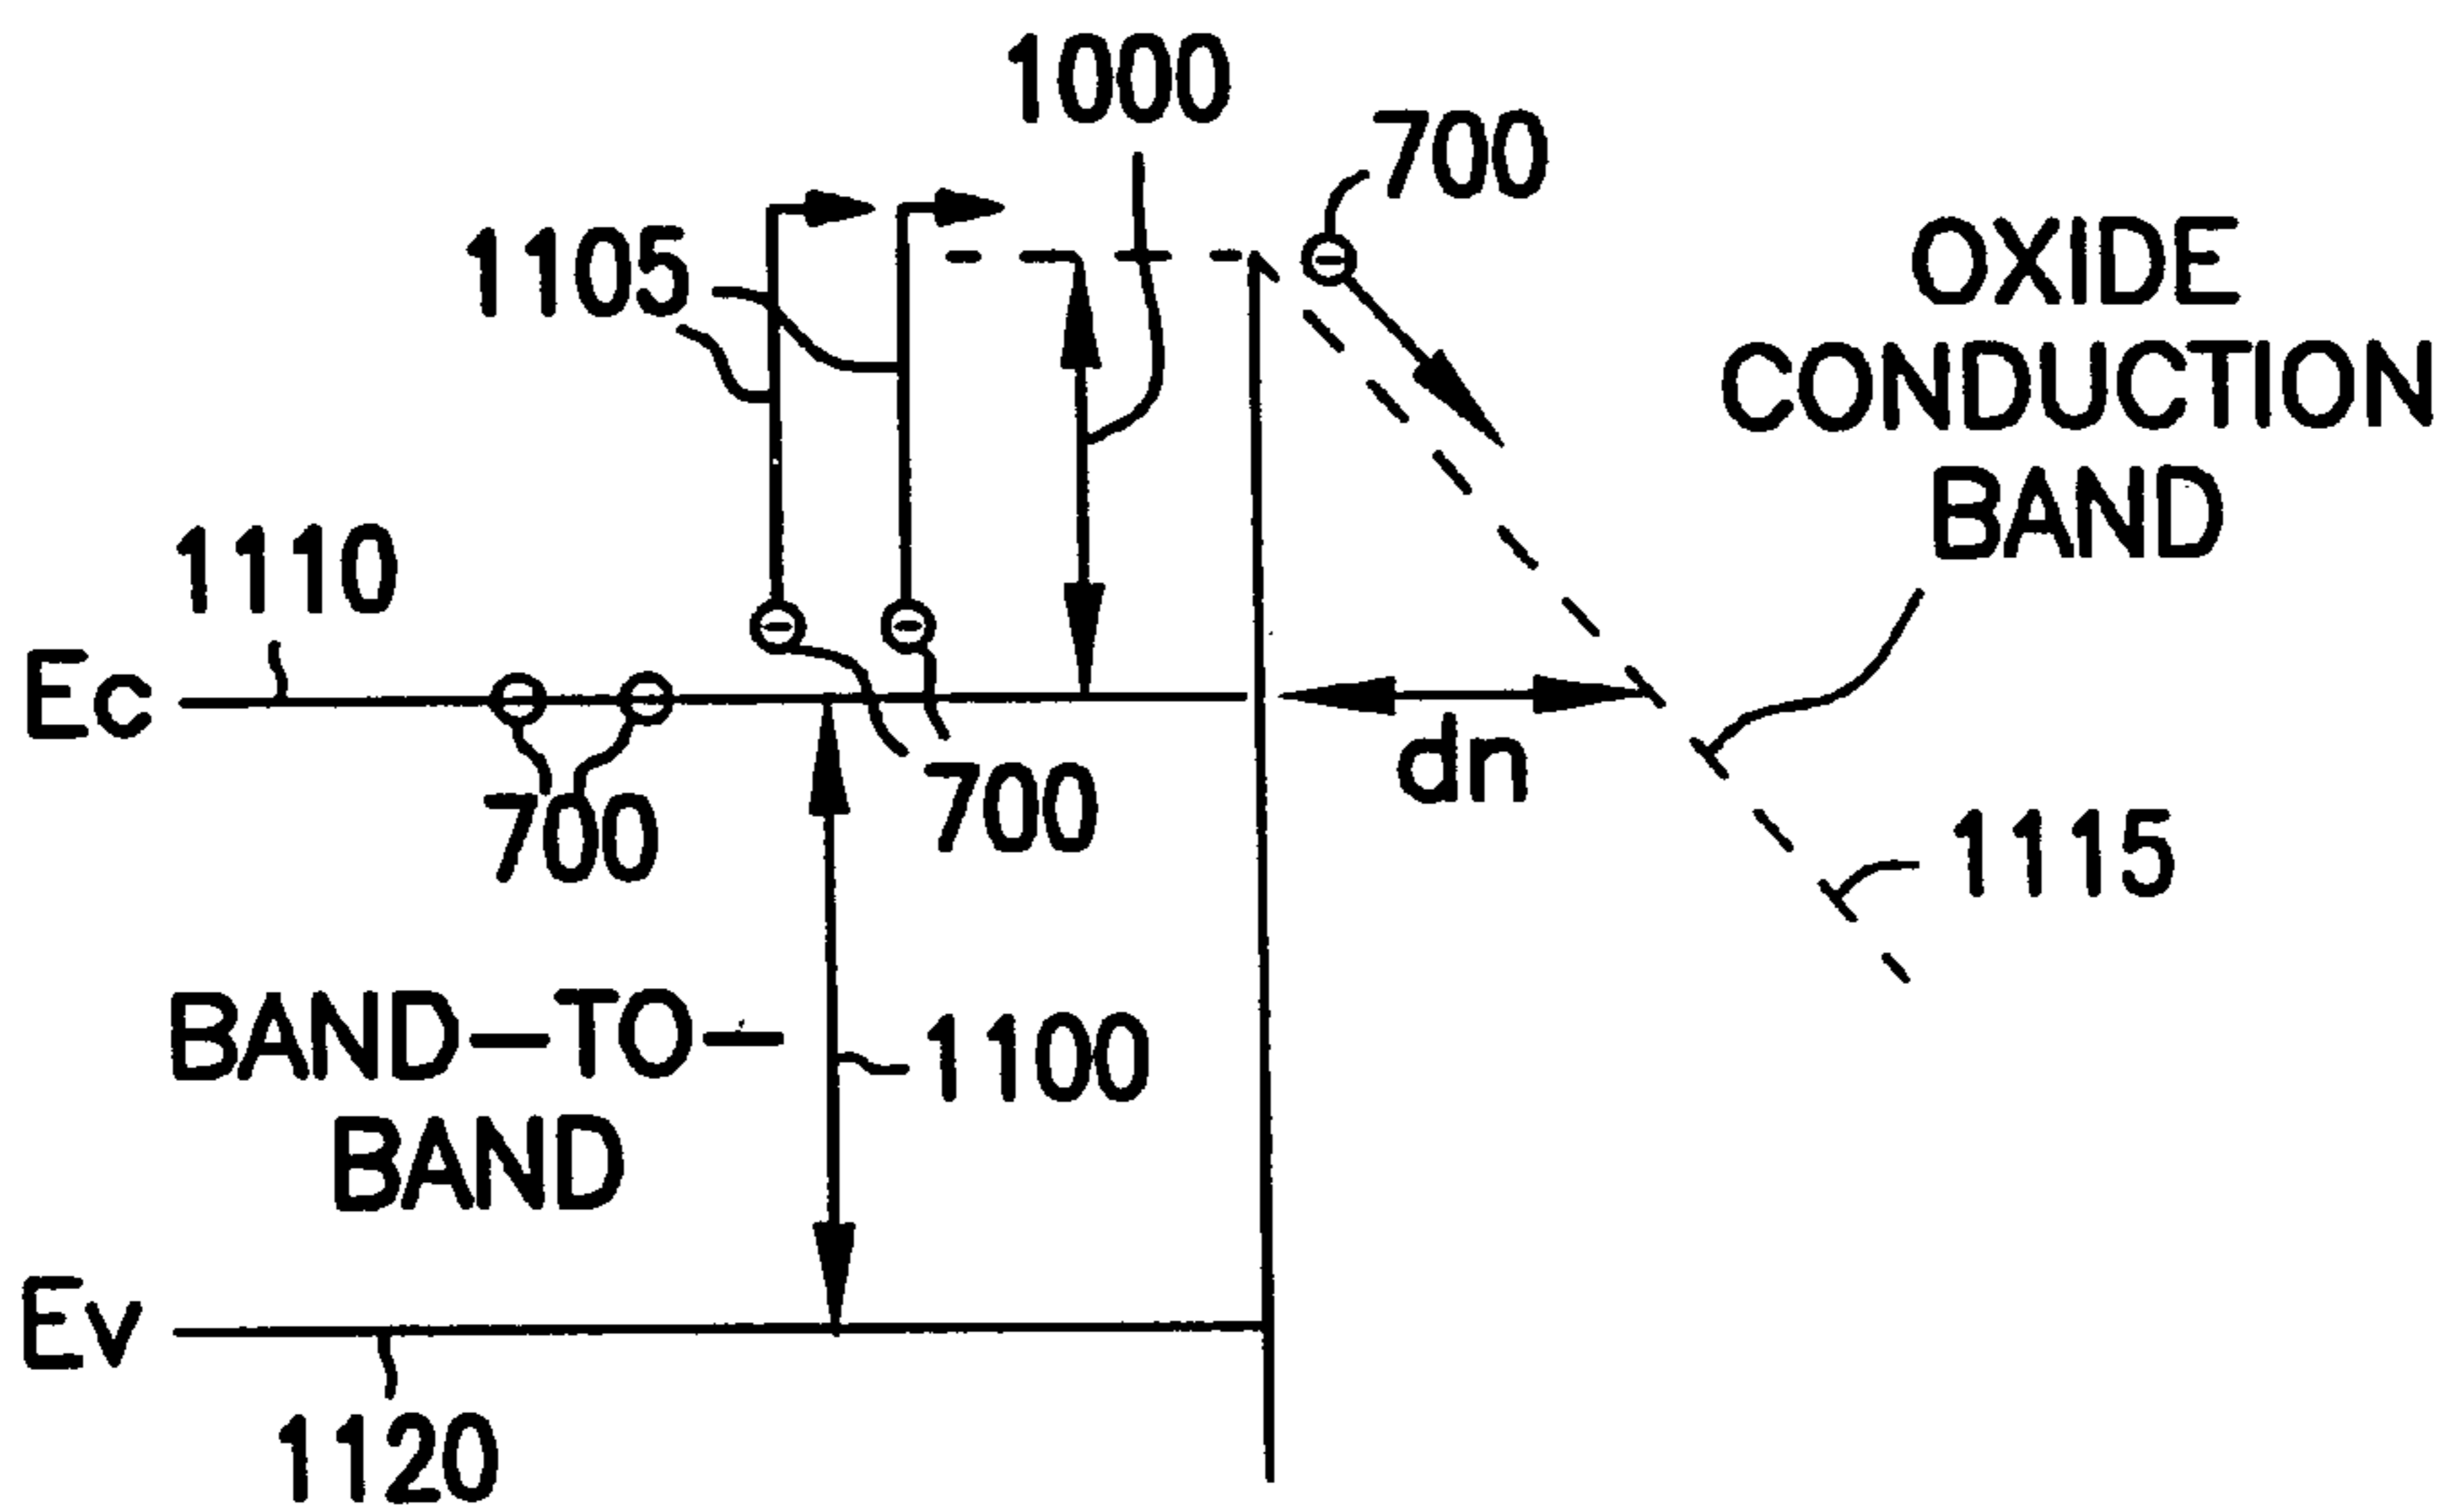 1000
700
1105
OXIDE
CONDUCTION
BAND
1110
Ec
dn
700
700
1115
BAND-TO-
BAND
1100
Ev
1120